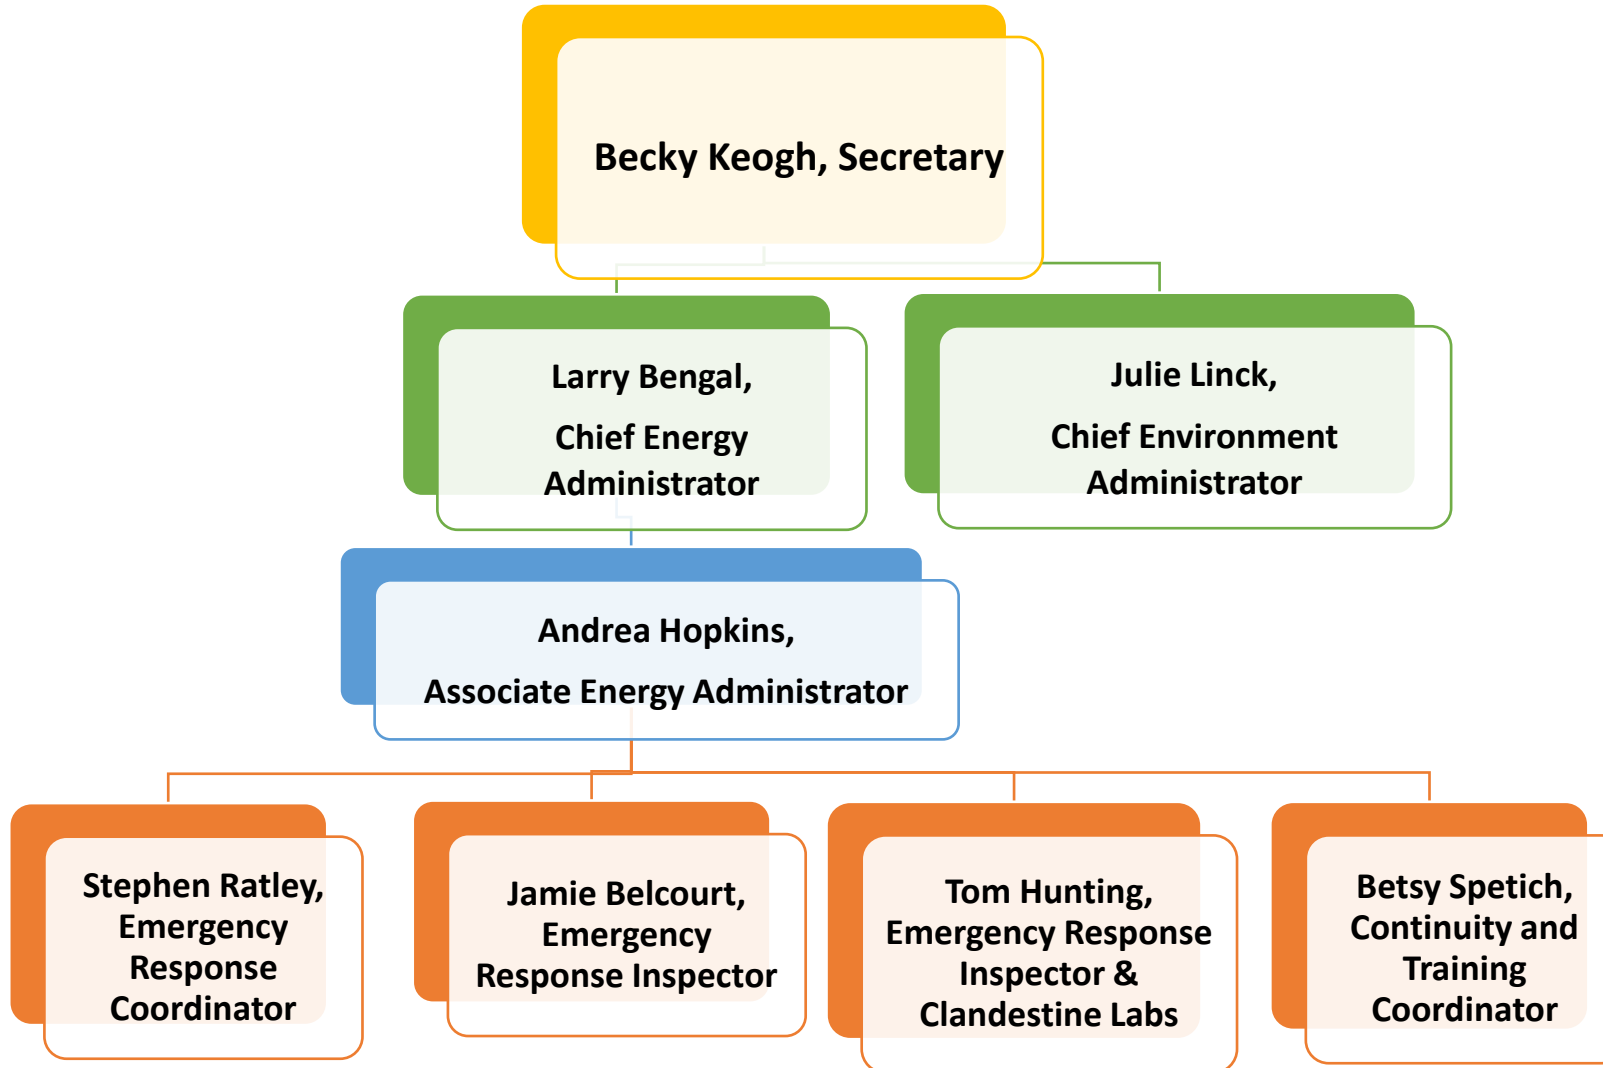 Becky Keogh, Secretary
Larry Bengal,
Chief Energy
Administrator
Julie Linck,
Chief Environment
Administrator
Andrea Hopkins,
Associate Energy Administrator
Stephen Ratley,
Emergency
Response
Coordinator
Jamie Belcourt,
Emergency
Response Inspector
Tom Hunting,
Emergency Response
Inspector &
Clandestine Labs
Betsy Spetich,
Continuity and
Training
Coordinator